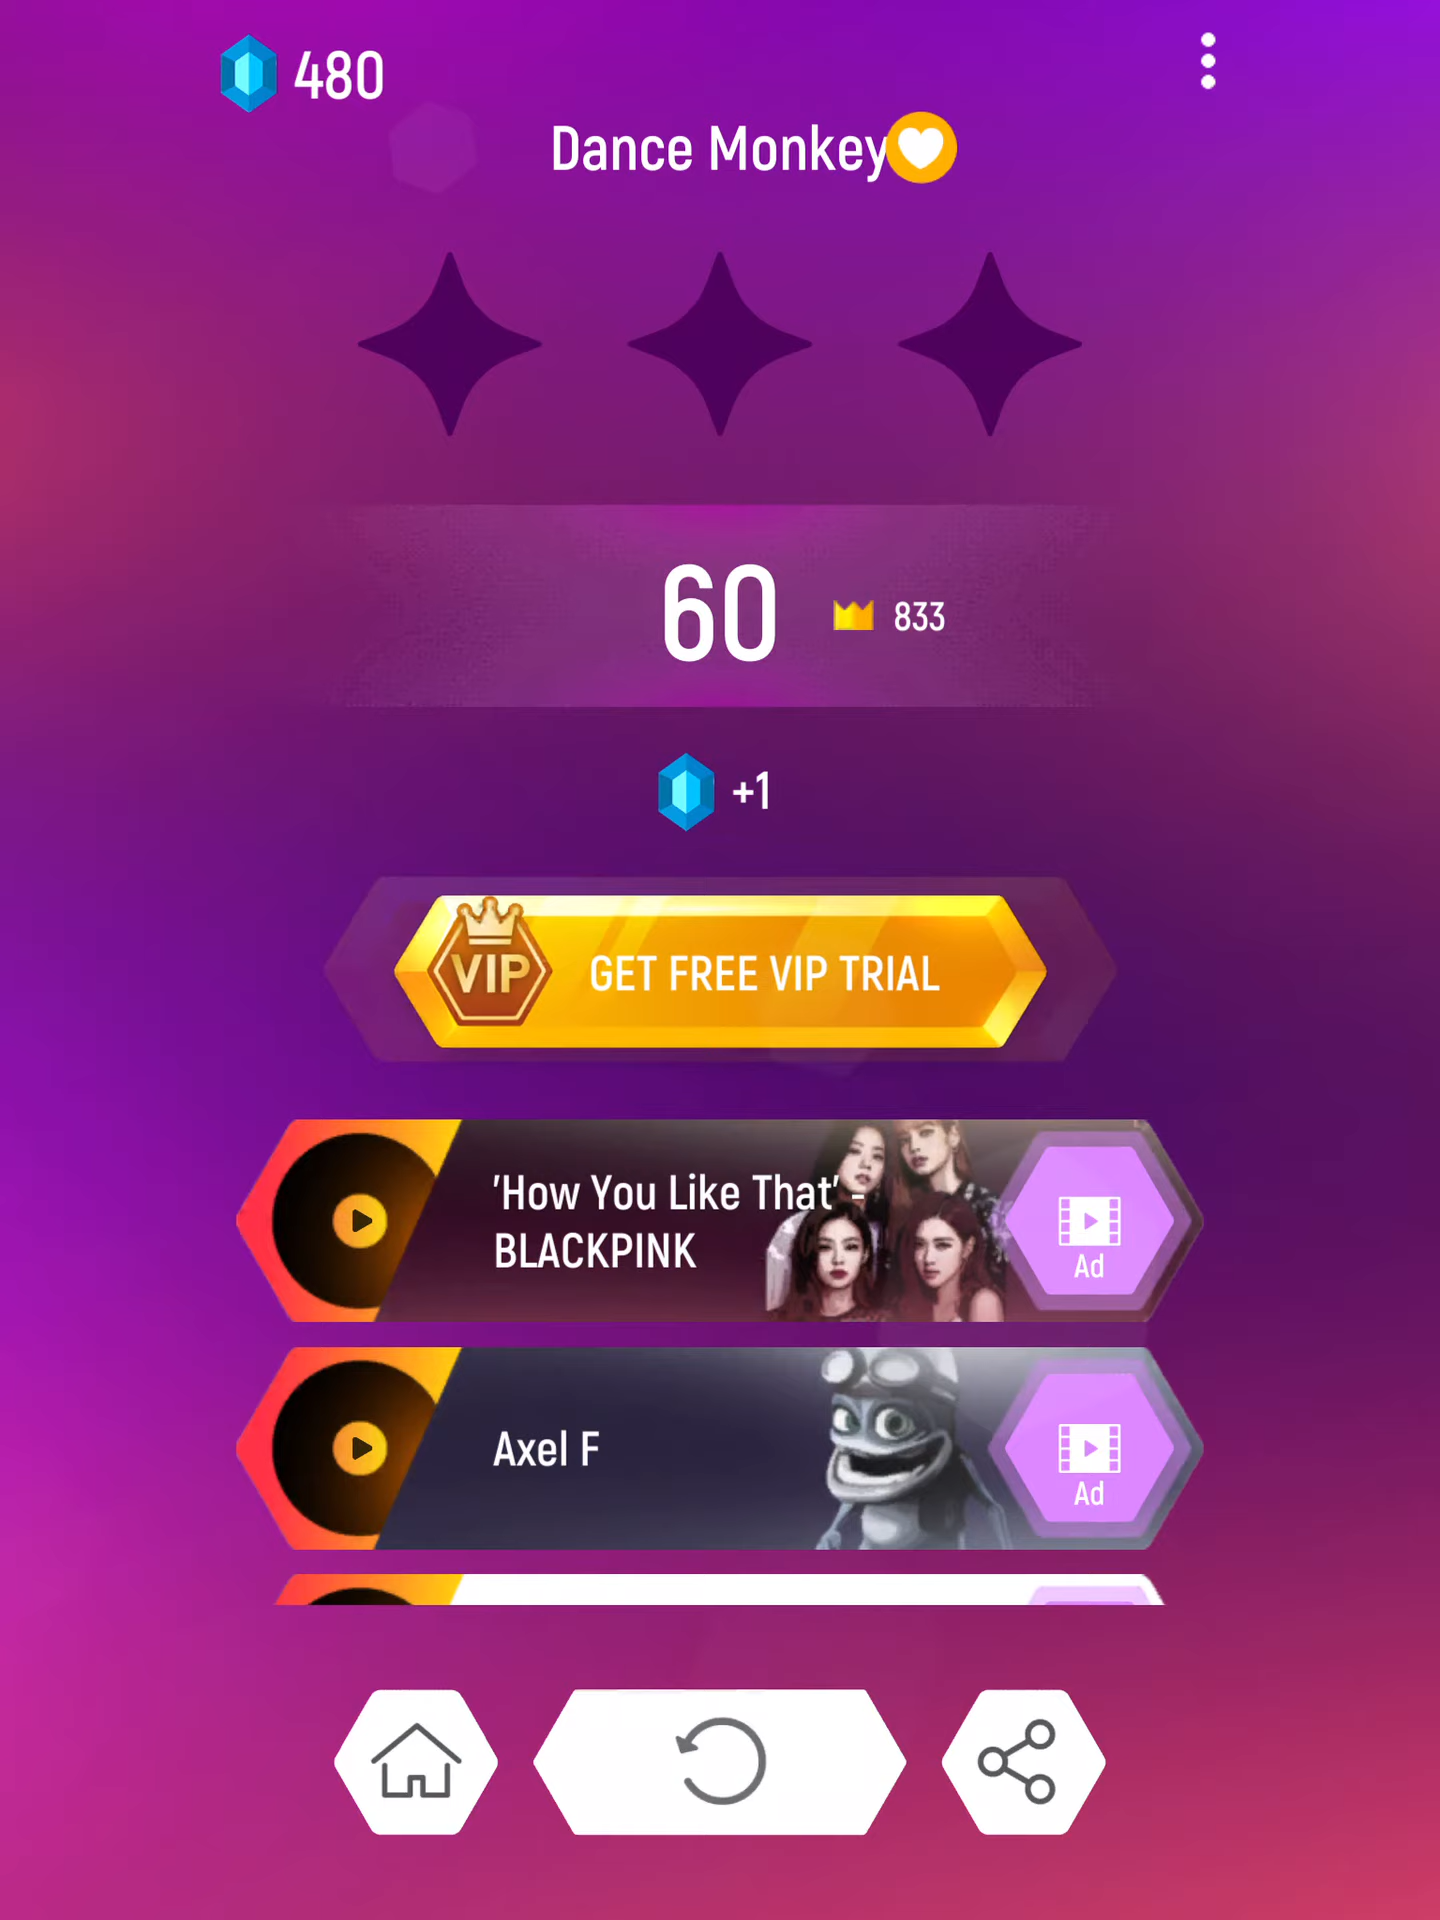 480
Dance Monkey
60
833
+1
VIP
GET FREE VIP TRIAL
'How You Like That' -
BLACKPINK
Ad
Axel F
Ad